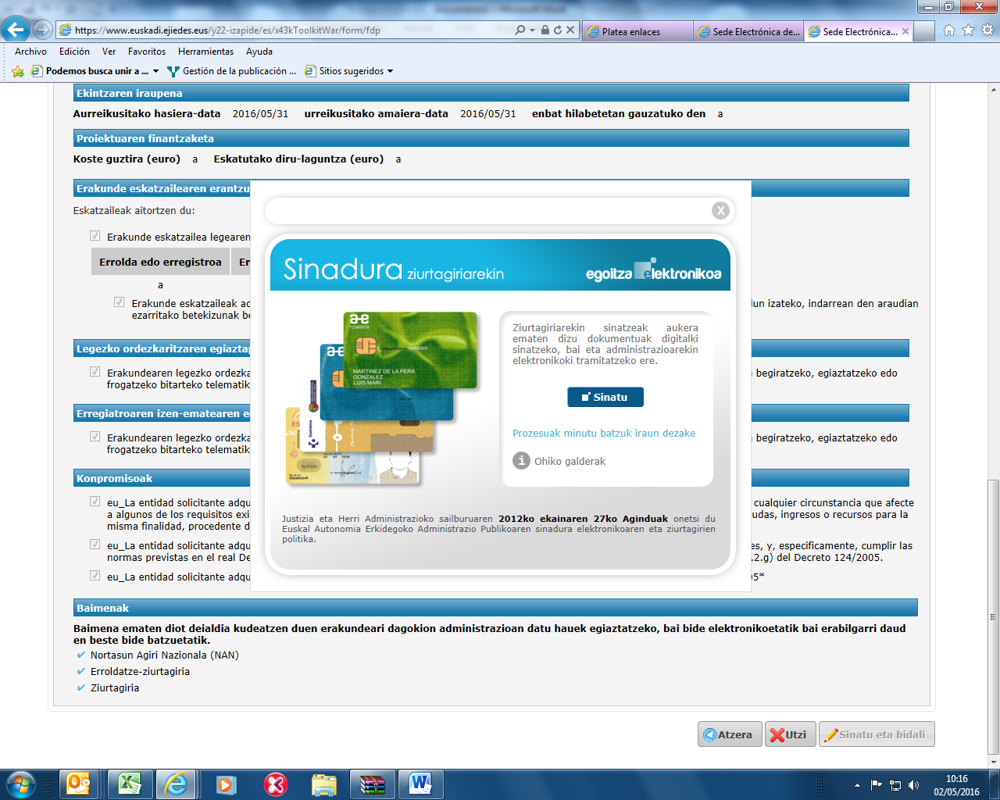 https://www.euskadi.ejiedes.eus/y22-izapide/es/x43kToolkitWar/form/fdp
Platea enlaces
Sede Electrónica de...
Sede Electrónica...
Archivo Edición Ver Favoritos Herramientas Ayuda
Podemos busca unir a ...
Gestión de la publicación ...
Sitios sugeridos
Ekintzaren iraupena
Aurreikusitako hasiera-data 2016/05/31 urreikusitako amaiera-data 2016/05/31 enbat hilabetetan gauzatuko den a
Proiektuaren finantzaketa
Koste guztira (euro) a Eskatutako diru-laguntza (euro) a
Erakunde eskatzailearen erantzu
Eskatzaileak aitortzen du:
Erakunde eskatzailea legearen
Errolda edo erregistroa Er
a
Erakunde eskatzaileak ac
lun izateko, indarrean den araudian
ezarritako betekizunak be
Legezko ordezkaritzaren egiaztap
Erakundearen legezko ordezka
begiratzeko, egiaztatzeko edo
frogatzeko bitarteko telematik
Erregiatroaren izen-ematearen e
Erakundearen legezko ordezka
begiratzeko, egiaztatzeko edo
frogatzeko bitarteko telematik
Konpromisoak
eu_La entidad solicitante adqu
cualquier circunstancia que afecte
a algunos de los requisitos exi
udas, ingresos o recursos para la
misma finalidad, procedente d
eu_La entidad solicitante adqu
es, y, especificamente, cumplir las
normas previstas en el real De
.2.g) del Decreto 124/2005.
eu_La entidad solicitante adqu
05*
X
Sinadura ziurtagiriarekin
egoitza elektronikoa
a-e
12345678
MARTINEZ DE LA PERA
GONZALEZ
LUIS MARI
a-e
Ziurtagiriarekin sinatzeak aukera
ematen dizu dokumentuak digitalki
sinatzeko, bai eta administrazioarekin
elektronikoki tramitatzeko ere.
Sinatu
Prozesuak minutu batzuk iraun dezake
i Ohiko galderak
Justizia eta Herri Administrazioko sailburuaren 2012ko ekainaren 27ko Aginduak onetsi du
Euskal Autonomia Erkidegoko Administrazio Publikoaren sinadura elektronikoaren eta ziurtagirien
politika.
Baimenak
Baimena ematen diot deialdia kudeatzen duen erakundeari dagokion administrazioan datu hauek egiaztatzeko, bai bide elektronikoetatik bai erabilgarri daud
en beste bide batzuetatik.
Nortasun Agiri Nazionala (NAN)
Erroldatze-ziurtagiria
Ziurtagiria
Atzera
Utzi
Sinatu eta bidali
10:16
02/05/2016